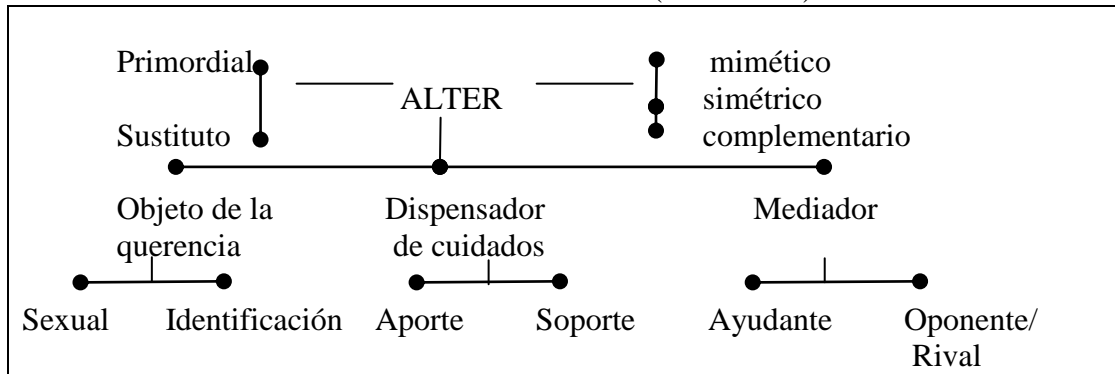 Primordial mimético
ALTER simétrico
Sustituto complementario
Objeto de la Dispensador Mediador
querencia de cuidados
Sexual Identificación Aporte Soporte Ayudante Oponente/
Rival